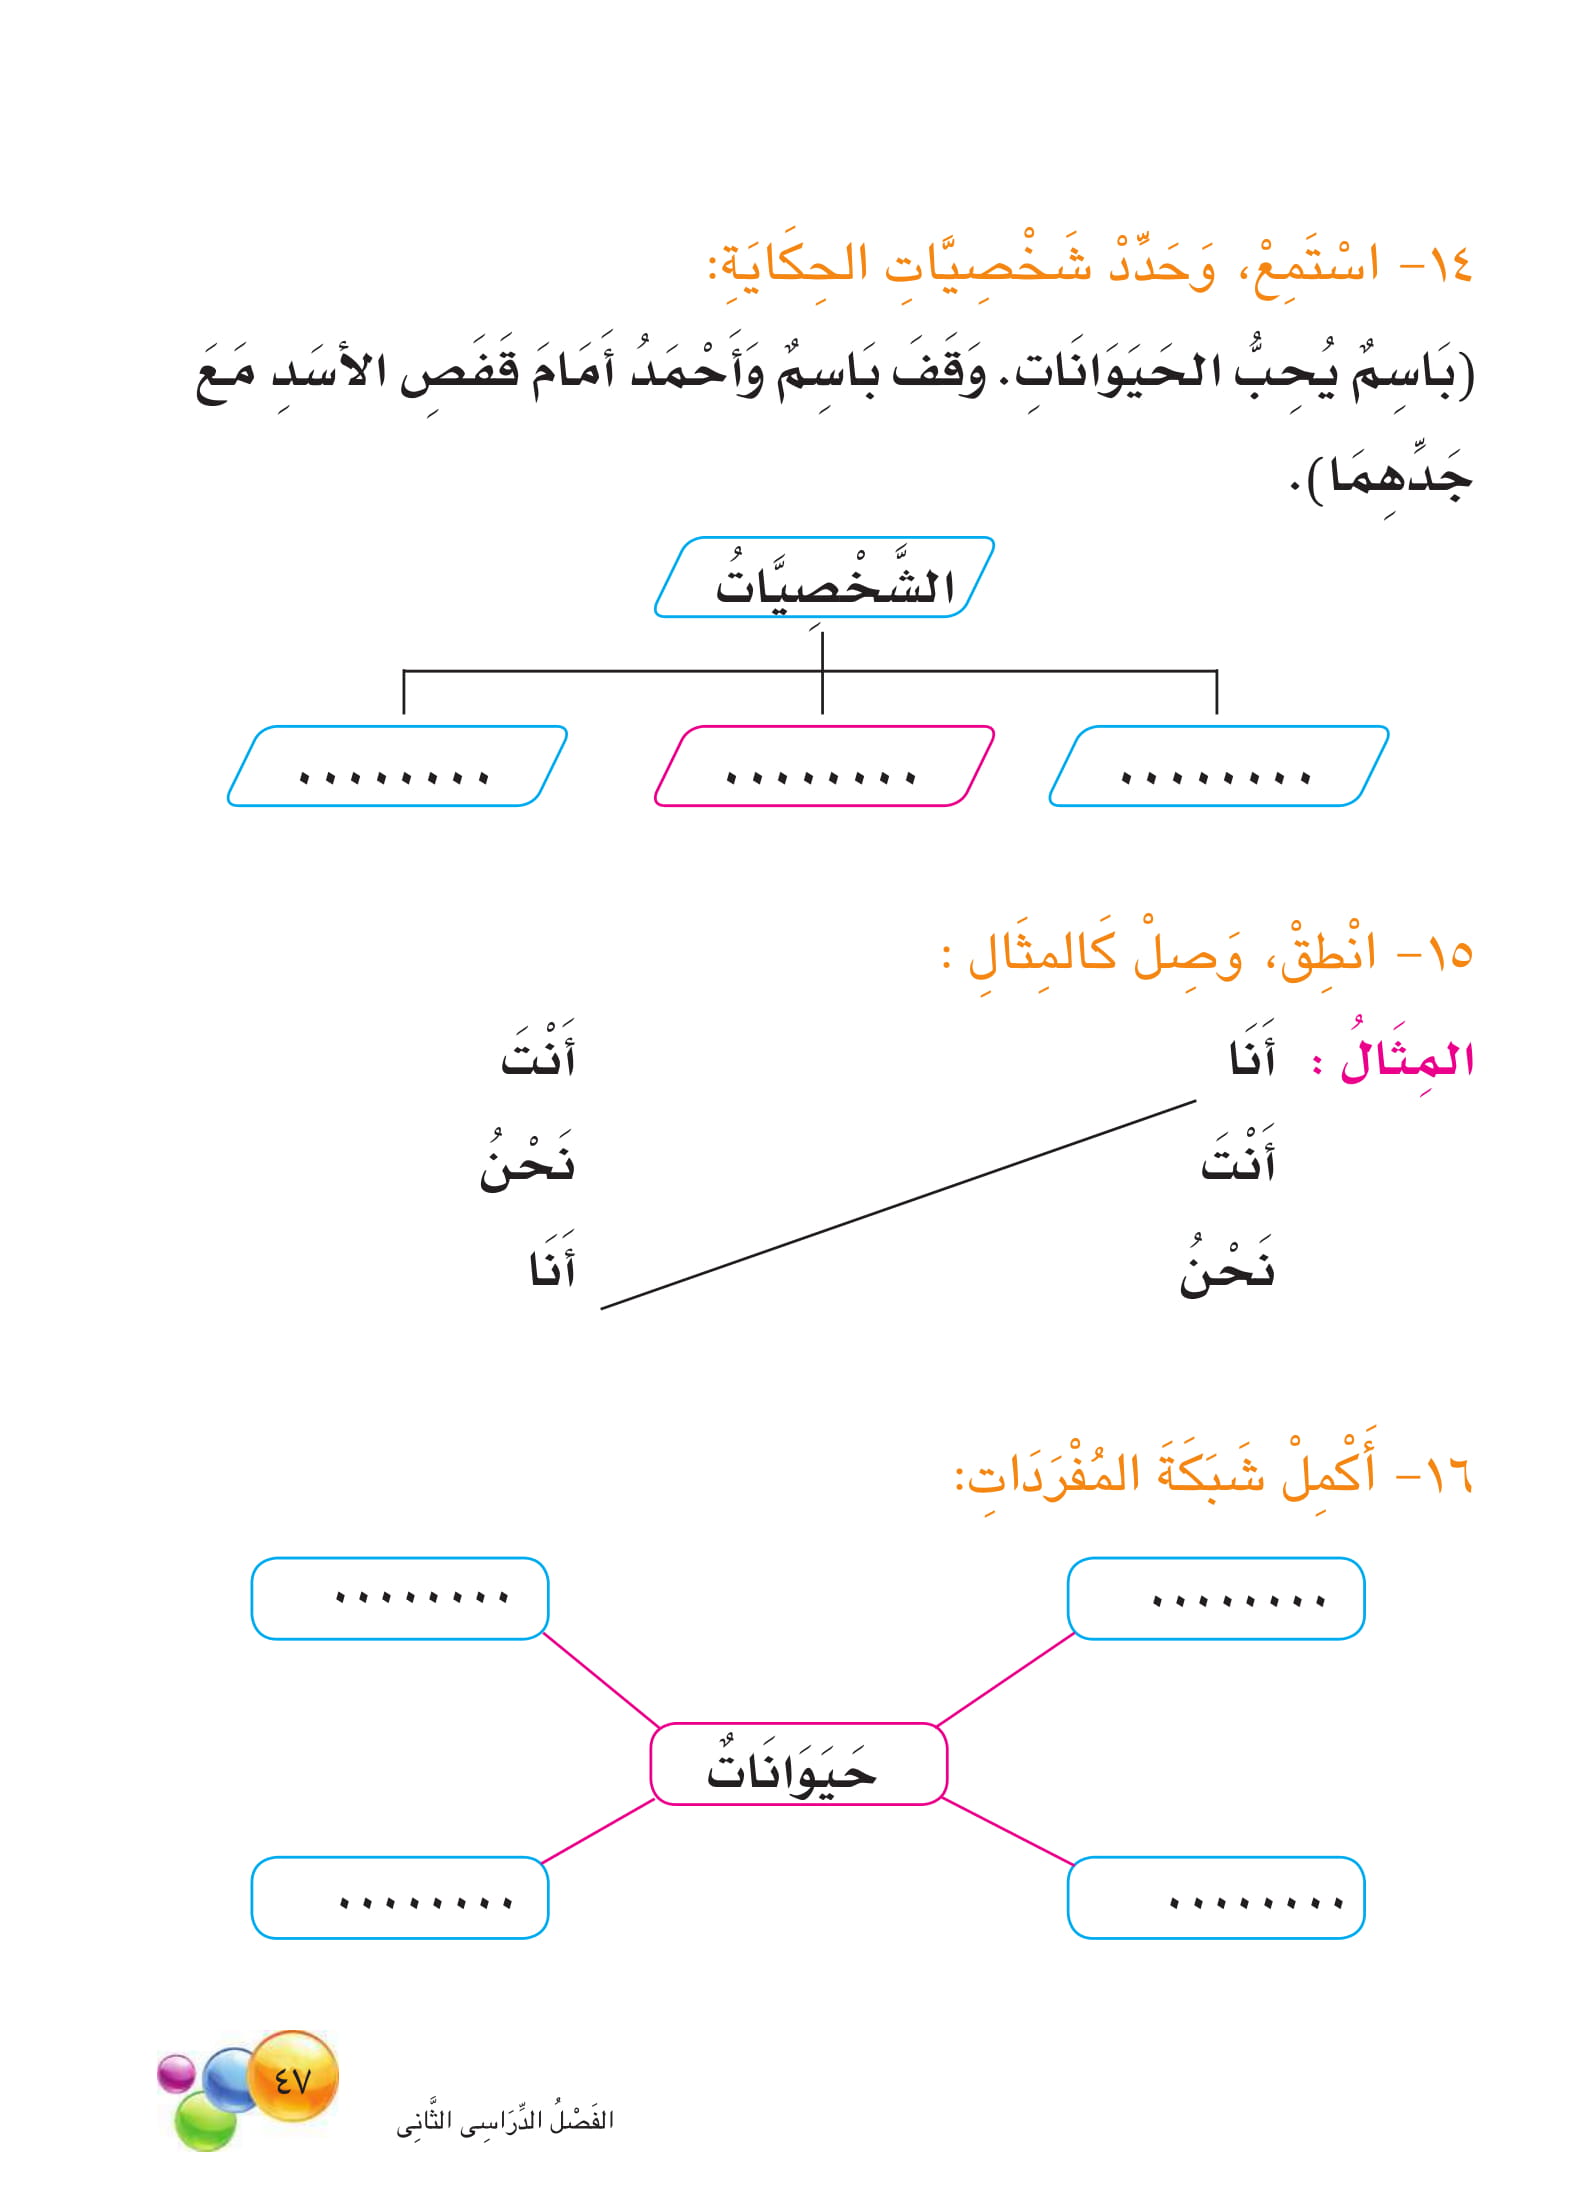 ١٤- اسْتَمِعْ، وَحَدِّدْ شَخْصِيَّاتِ الحِكَايَةِ:
(بَاسِمٌ يُحِبُّ الحَيَوَانَاتِ. وَقَفَ بَاسِمٌ وَأَحْمَدُ أَمَامَ قَفَصِ الأسَدِ مَعَ
جَدِّهِمَا).
الشَّخْصِيَّاتُ
........ ........ ........
١٥- انْطِقْ، وَصِلْ كَالمِثَالِ :
المِثَالُ : أَنَا أَنْتَ
أَنْتَ نَحْنُ
نَحْنُ أَنَا
١٦- أَكْمِلْ شَبَكَةَ المُفْرَدَاتِ:
........ ........
حَيَوَانَاتٌ
........ ........
٤٧
الفَصْلُ الدِّرَاسِى الثَّانِى